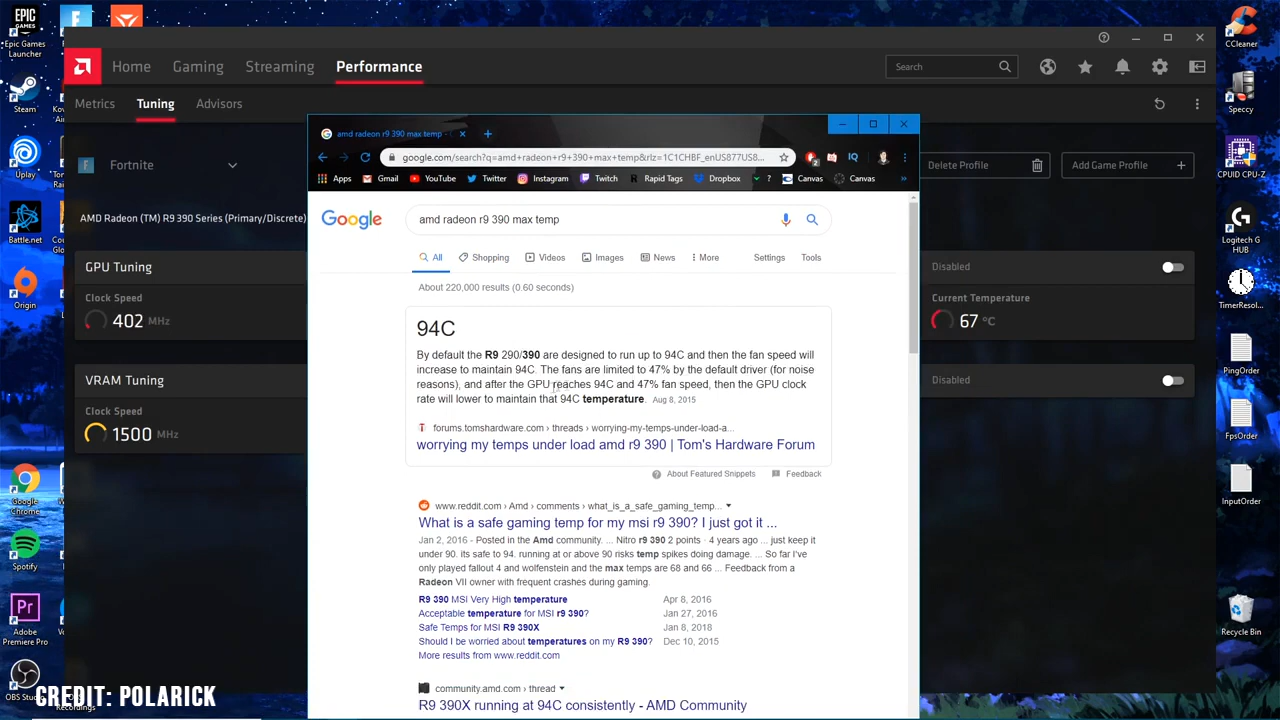 EPIC GAMES
Epic Games Launcher
Steam
Uplay
Battle.net
Origin
Google Chrome
Spotify
Pr
Adobe Premiere Pro
OBS Studio
Home
Gaming
Streaming
Performance
Search
Metrics
Tuning
Advisors
Fortnite
Delete Profile
Add Game Profile
AMD Radeon (TM) R9 390 Series (Primary/Discrete)
GPU Tuning
Clock Speed
402 MHz
VRAM Tuning
Clock Speed
1500 MHz
Disabled
Current Temperature
67 °C
Disabled
amd radeon r9 390 max temp -
google.com/search?q=amd+radeon+r9+390+max+temp&rlz=1C1CHBF_enUS877US8...
2
IQ
Apps
Gmail
YouTube
Twitter
Instagram
Twitch
Rapid Tags
Dropbox
?
Canvas
Canvas
»
Google
amd radeon r9 390 max temp
All
Shopping
Videos
Images
News
More
Settings
Tools
About 220,000 results (0.60 seconds)
94C
By default the R9 290/390 are designed to run up to 94C and then the fan speed will
increase to maintain 94C. The fans are limited to 47% by the default driver (for noise
reasons), and after the GPU reaches 94C and 47% fan speed, then the GPU clock
rate will lower to maintain that 94C temperature. Aug 8, 2015
forums.tomshardware.com › threads › worrying-my-temps-under-load-a...
worrying my temps under load amd r9 390 | Tom's Hardware Forum
About Featured Snippets
Feedback
www.reddit.com › Amd › comments › what_is_a_safe_gaming_temp...
What is a safe gaming temp for my msi r9 390? I just got it ...
Jan 2, 2016 - Posted in the Amd community. ... Nitro r9 390 2 points · 4 years ago ... just keep it
under 90. its safe to 94. running at or above 90 risks temp spikes doing damage. ... So far i've
only played fallout 4 and wolfenstein and the max temps are 68 and 66 ... Feedback from a
Radeon VII owner with frequent crashes during gaming.
R9 390 MSI Very High temperature Apr 8, 2016
Acceptable temperature for MSI r9 390? Jan 27, 2016
Safe Temps for MSI R9 390X Jan 8, 2018
Should I be worried about temperatures on my R9 390? Dec 10, 2015
More results from www.reddit.com
community.amd.com › thread
R9 390X running at 94C consistently - AMD Community
CCleaner
Speccy
CPUID CPU-Z
Logitech G HUB
TimerResol...
PingOrder
FpsOrder
InputOrder
Recycle Bin
CREDIT: POLARICK
Recordings